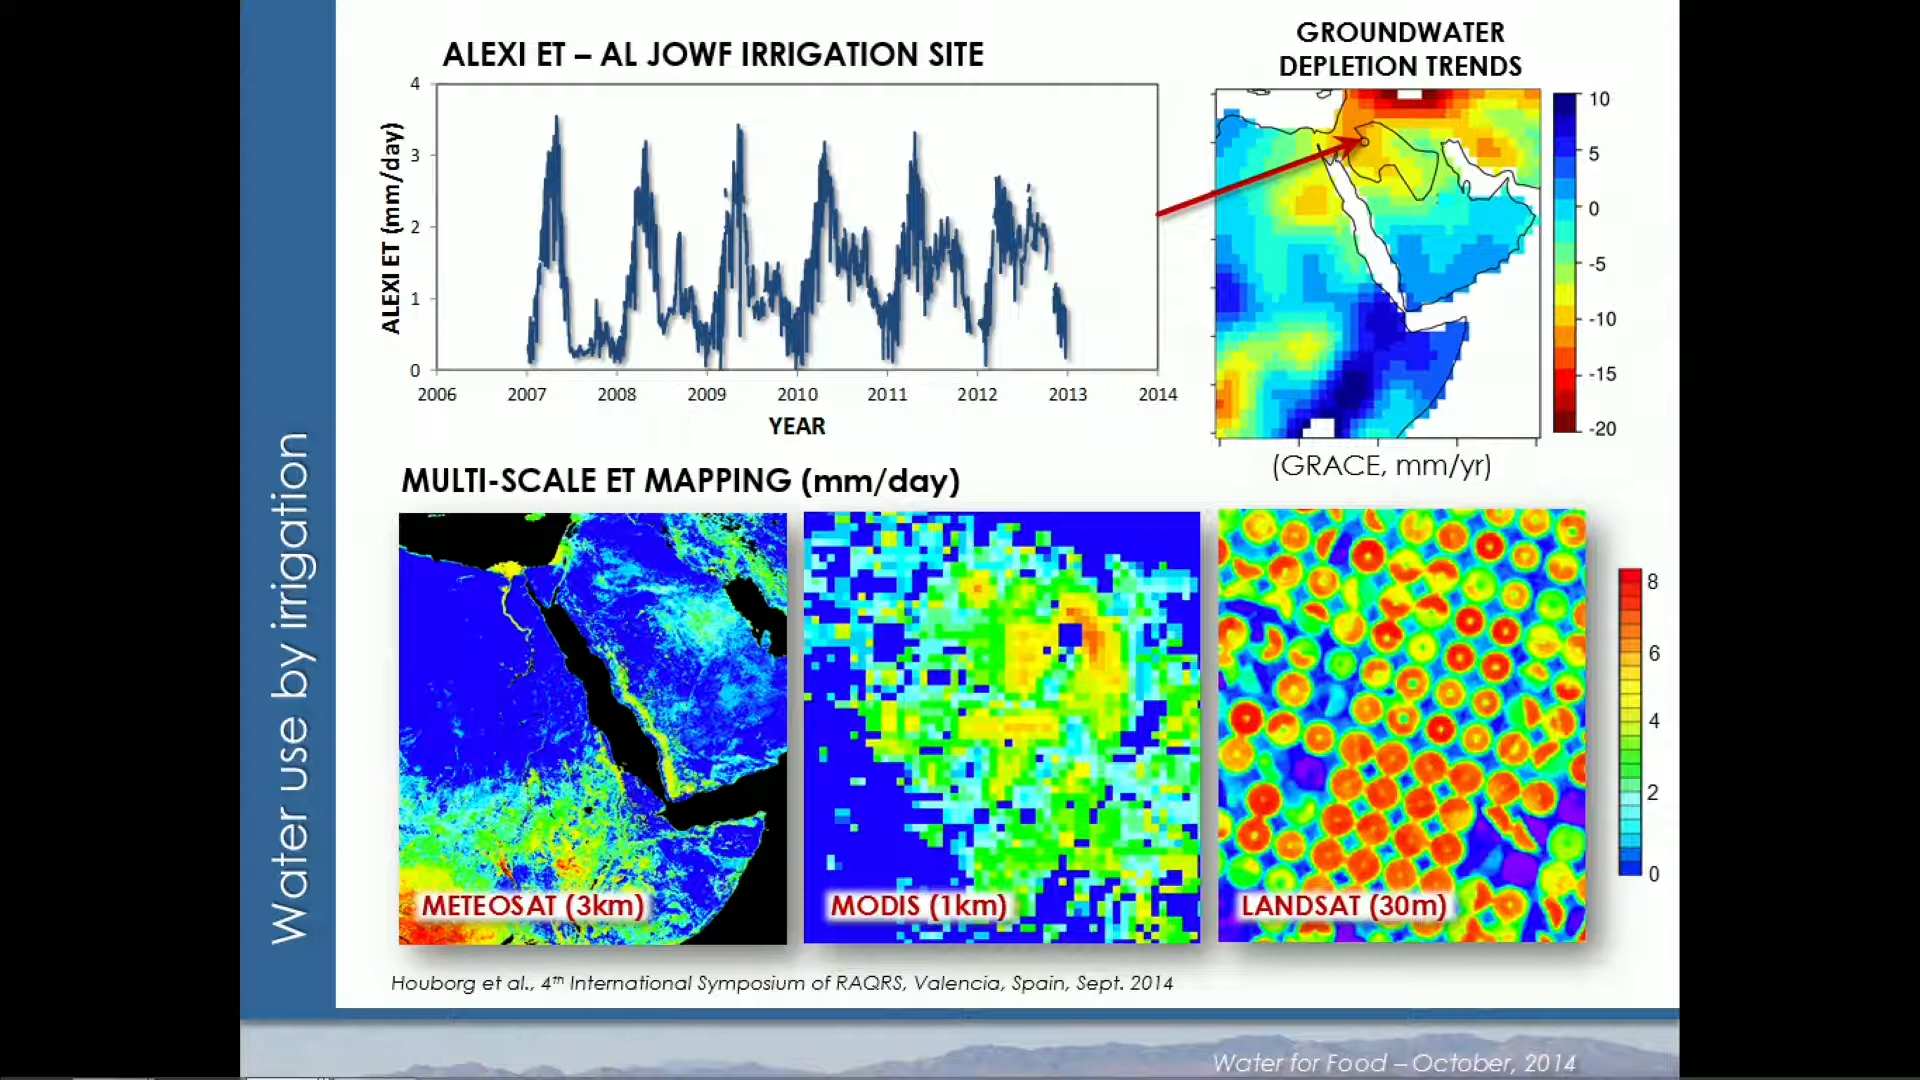 Water use by irrigation
ALEXI ET – AL JOWF IRRIGATION SITE
ALEXI ET (mm/day)
4
3
2
1
0
2006 2007 2008 2009 2010 2011 2012 2013 2014
YEAR
GROUNDWATER
DEPLETION TRENDS
10
5
0
-5
-10
-15
-20
(GRACE, mm/yr)
MULTI-SCALE ET MAPPING (mm/day)
METEOSAT (3km)
MODIS (1km)
LANDSAT (30m)
8
6
4
2
0
Houborg et al., 4th International Symposium of RAQRS, Valencia, Spain, Sept. 2014
Water for Food – October, 2014